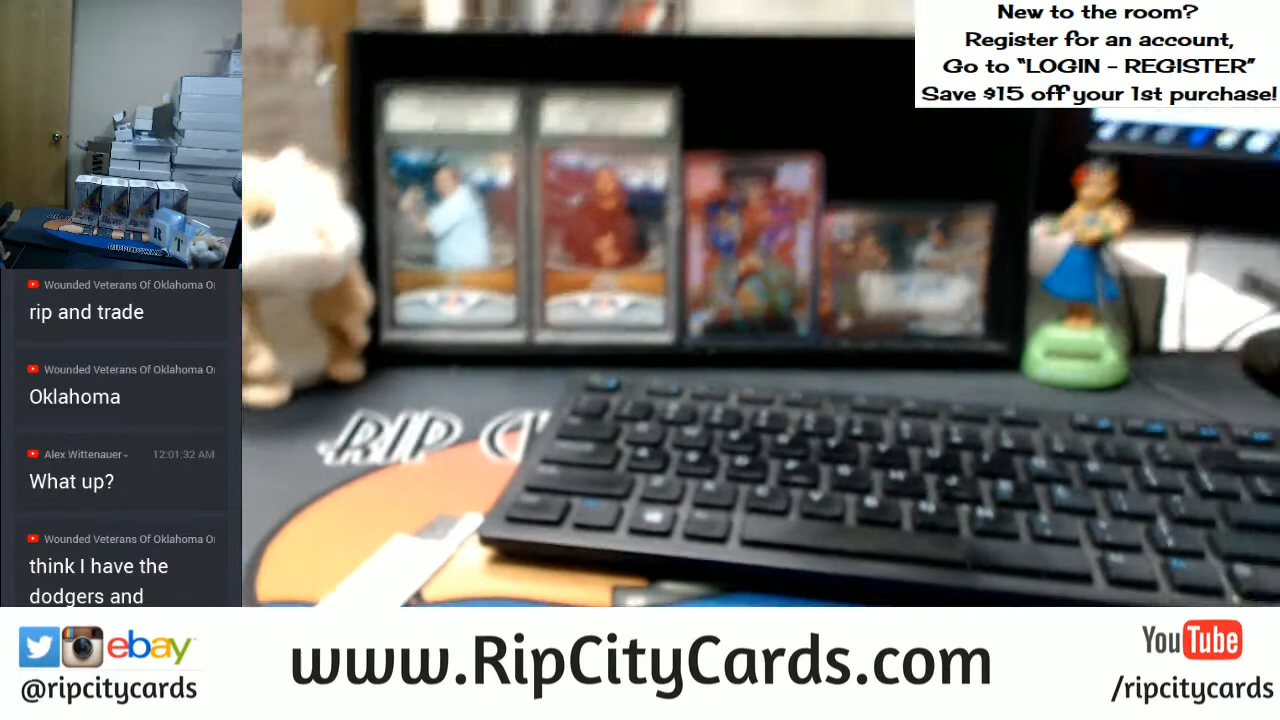 New to the room?
Register for an account,
Go to “LOGIN - REGISTER”
Save $15 off your 1st purchase!
R T
Wounded Veterans Of Oklahoma
rip and trade
Wounded Veterans Of Oklahoma
Oklahoma
Alex Wittenauer 12:01:32 AM
What up?
Wounded Veterans Of Oklahoma
think I have the
dodgers and
RIP C
ebay
@ripcitycards
www.RipCityCards.com
YouTube
/ripcitycards